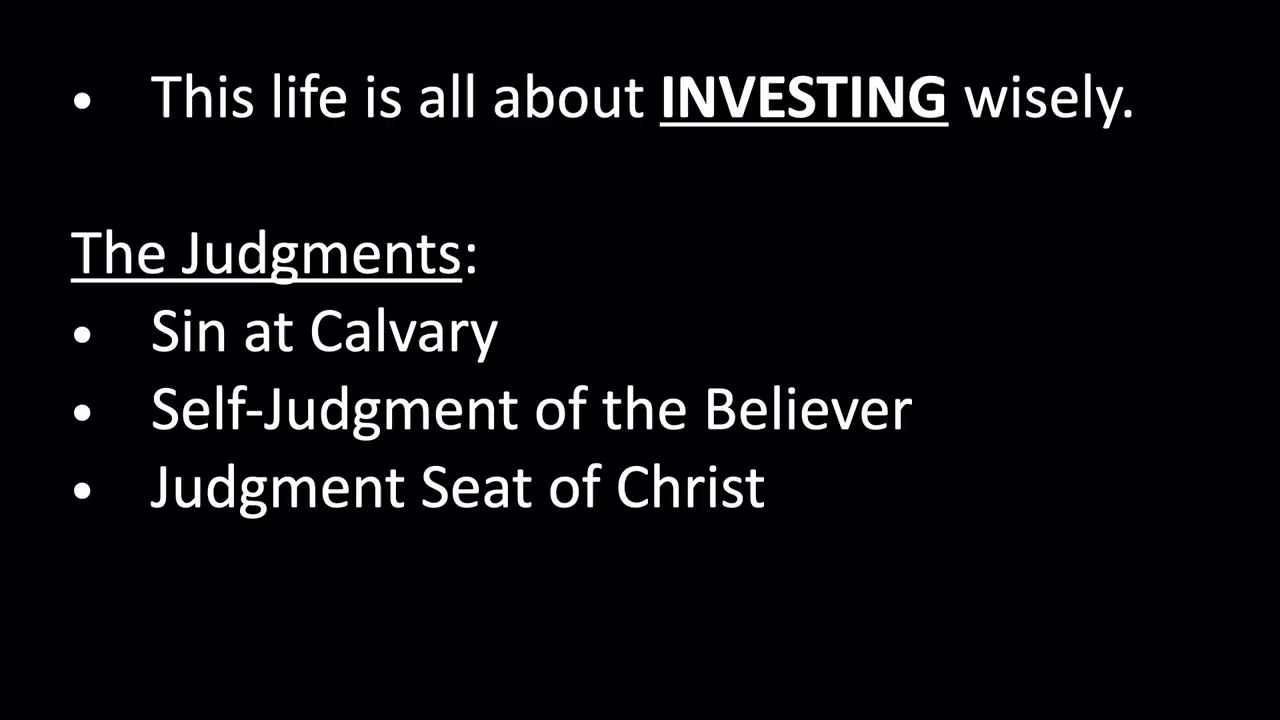 • This life is all about INVESTING wisely.
The Judgments:
• Sin at Calvary
• Self-Judgment of the Believer
• Judgment Seat of Christ